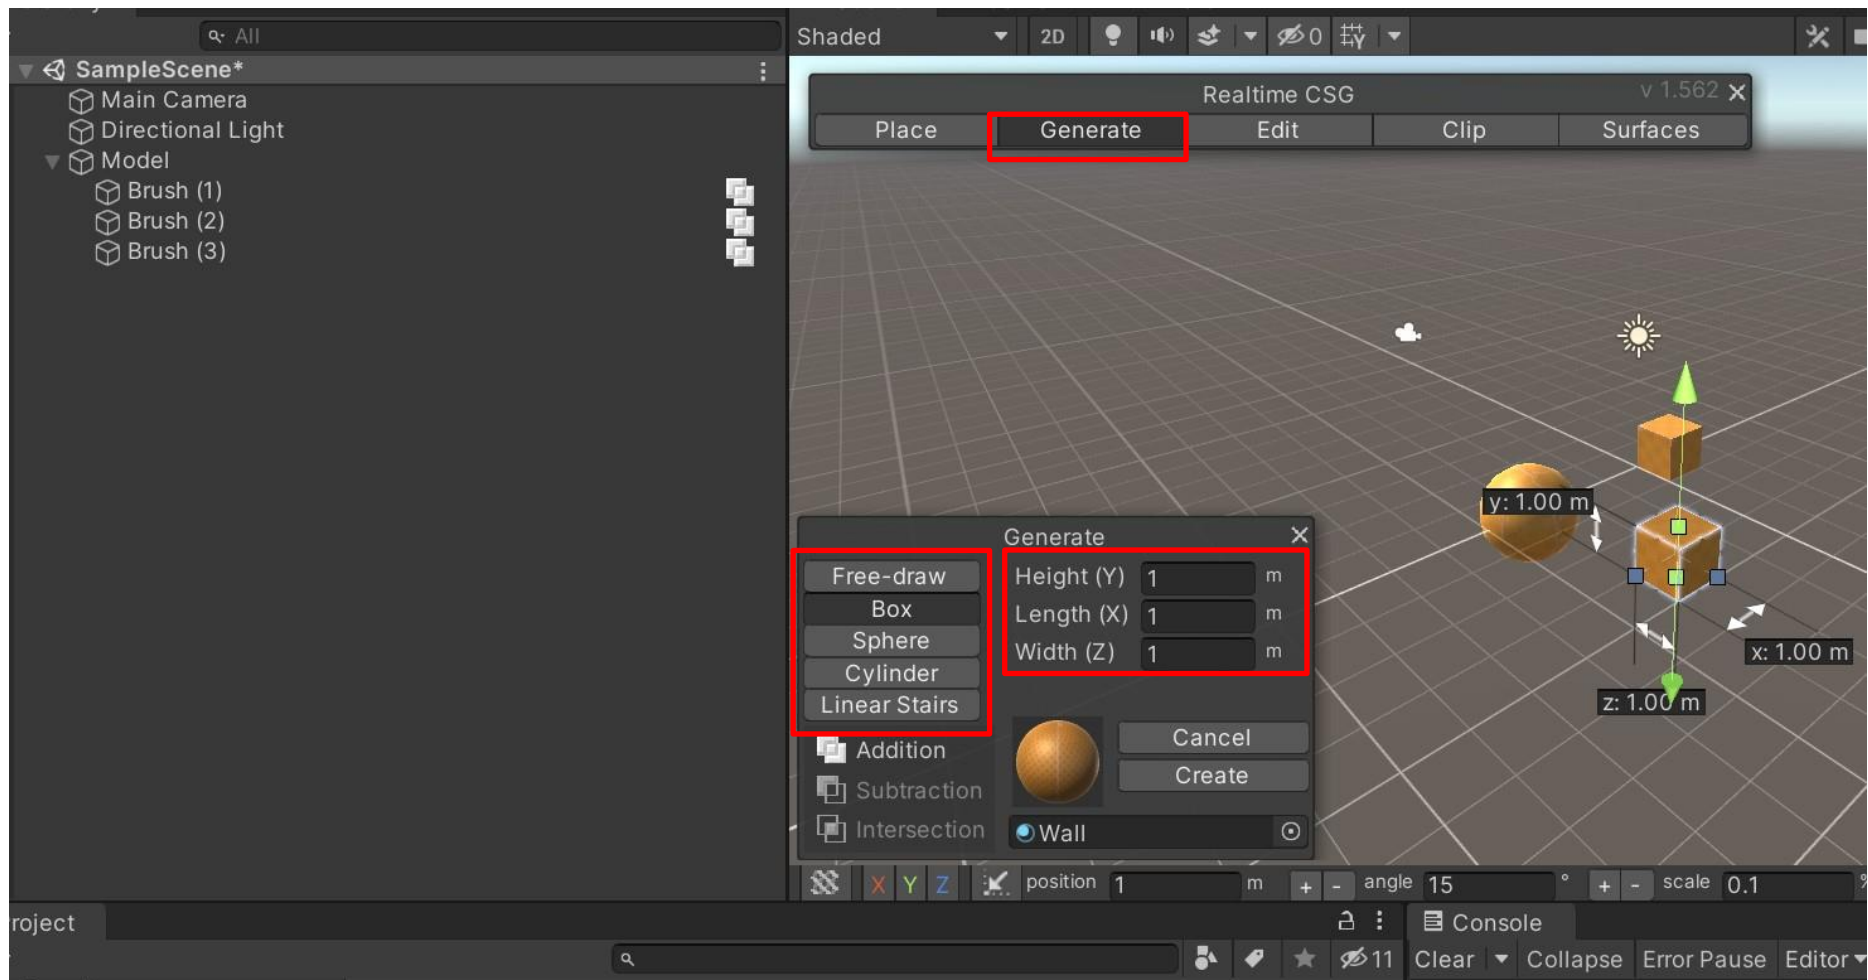 All
SampleScene*
Main Camera
Directional Light
Model
Brush (1)
Brush (2)
Brush (3)
Shaded
2D
0
Realtime CSG
v 1.562
Place
Generate
Edit
Clip
Surfaces
y: 1.00 m
x: 1.00 m
z: 1.00 m
Generate
Free-draw
Box
Sphere
Cylinder
Linear Stairs
Height (Y) 1 m
Length (X) 1 m
Width (Z) 1 m
Addition
Subtraction
Intersection
Cancel
Create
Wall
X Y Z position 1 m + - angle 15 ° + - scale 0.1
roject
Console
11
Clear
Collapse
Error Pause
Editor